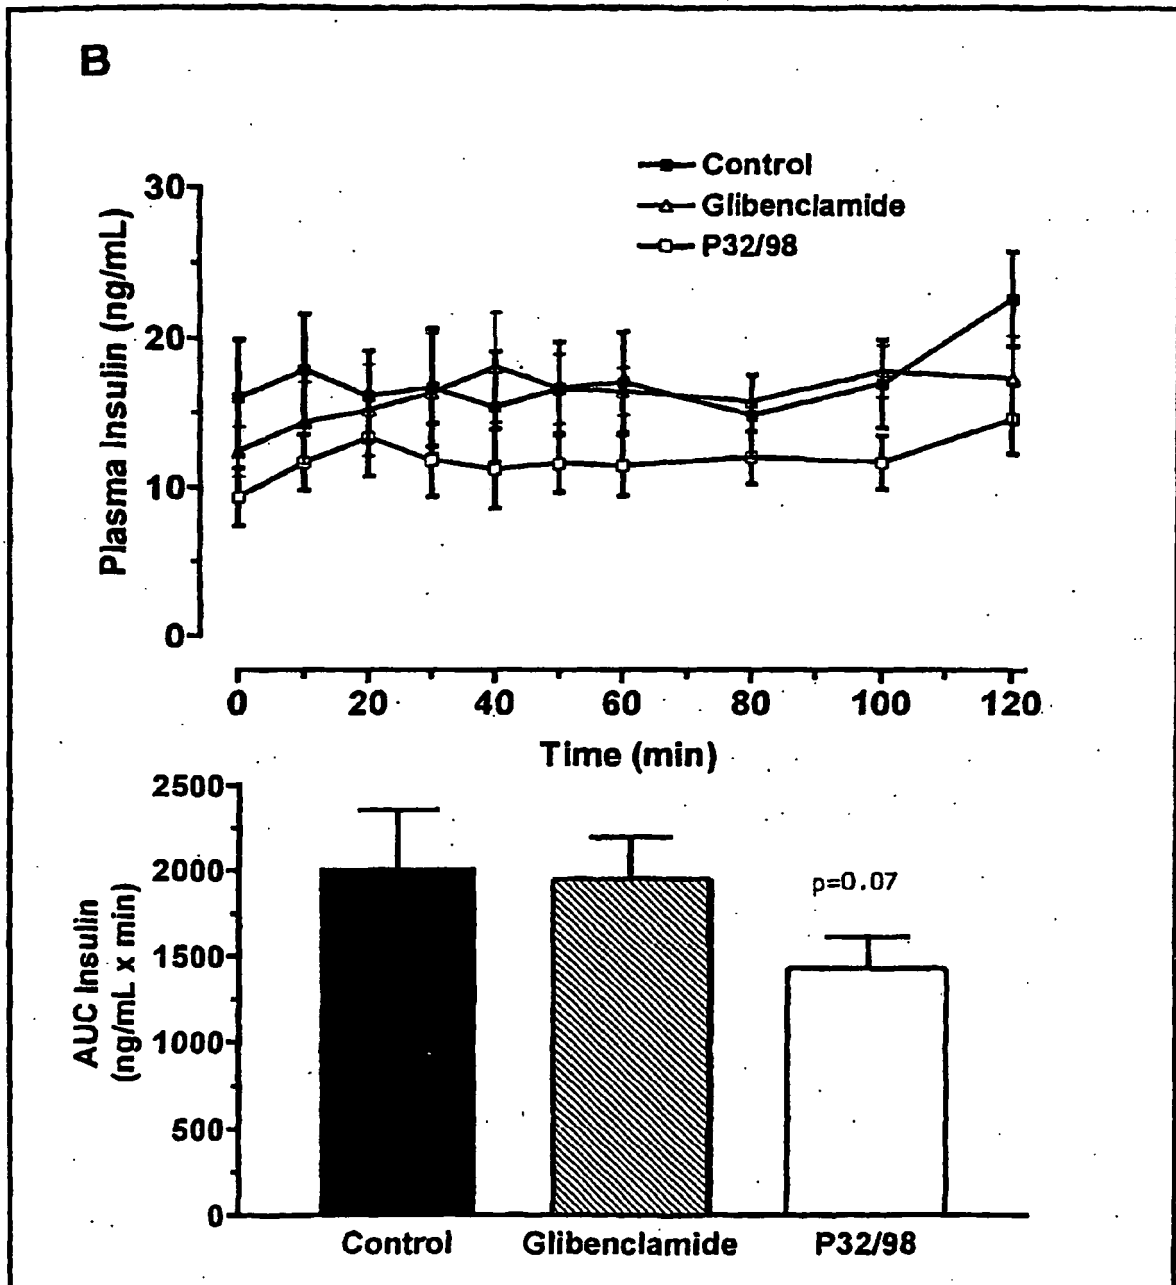 B
Control
Glibenclamide
P32/98
Plasma Insulin (ng/mL)
30
20
10
0
0 20 40 60 80 100 120
Time (min)
AUC Insulin
(ng/mL x min)
2500
2000
1500
1000
500
0
p=0.07
Control Glibenclamide P32/98